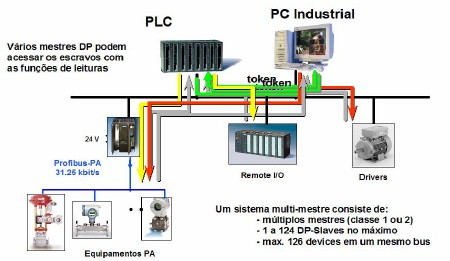 PLC
PC Industrial
Vários mestres DP podem
acessar os escravos com
as funções de leituras
token
token
24 V
Profibus-PA
31.25 kbit/s
Remote I/O
Drivers
Equipamentos PA
Um sistema multi-mestre consiste de:
- múltiplos mestres (classe 1 ou 2)
- 1 a 124 DP-Slaves no máximo
- max. 126 devices em um mesmo bus